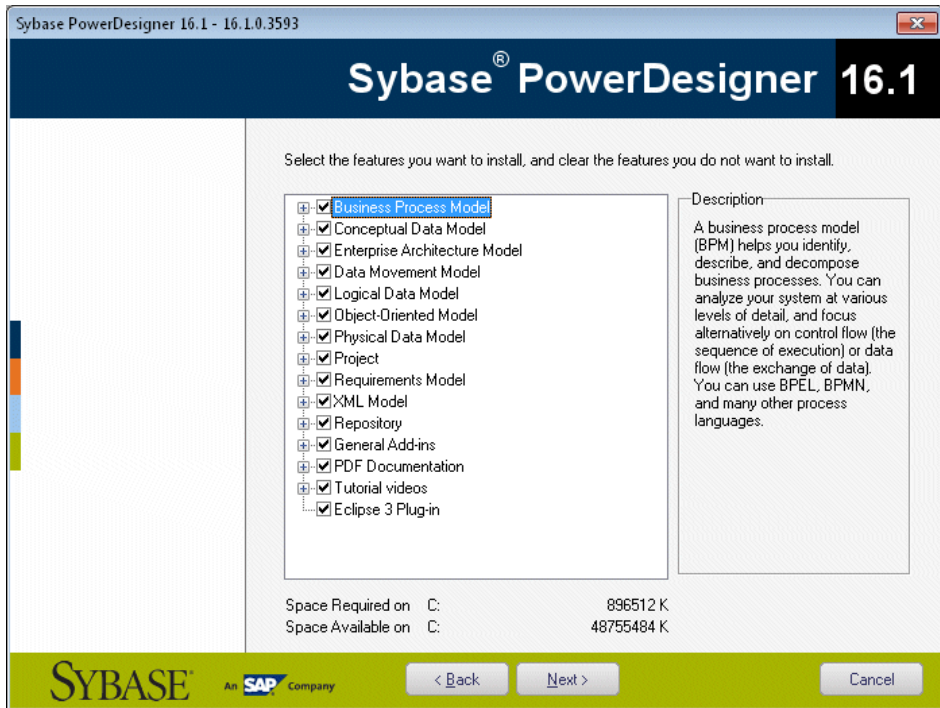 Sybase PowerDesigner 16.1 - 16.1.0.3593
Sybase® PowerDesigner 16.1
Select the features you want to install, and clear the features you do not want to install.
Business Process Model
Conceptual Data Model
Enterprise Architecture Model
Data Movement Model
Logical Data Model
Object-Oriented Model
Physical Data Model
Project
Requirements Model
XML Model
Repository
General Add-ins
PDF Documentation
Tutorial videos
Eclipse 3 Plug-in
Description
A business process model
(BPM) helps you identify,
describe, and decompose
business processes. You can
analyze your system at various
levels of detail, and focus
alternatively on control flow (the
sequence of execution) or data
flow (the exchange of data).
You can use BPEL, BPMN,
and many other process
languages.
Space Required on C: 896512 K
Space Available on C: 48755484 K
SYBASE An SAP Company
< Back
Next >
Cancel